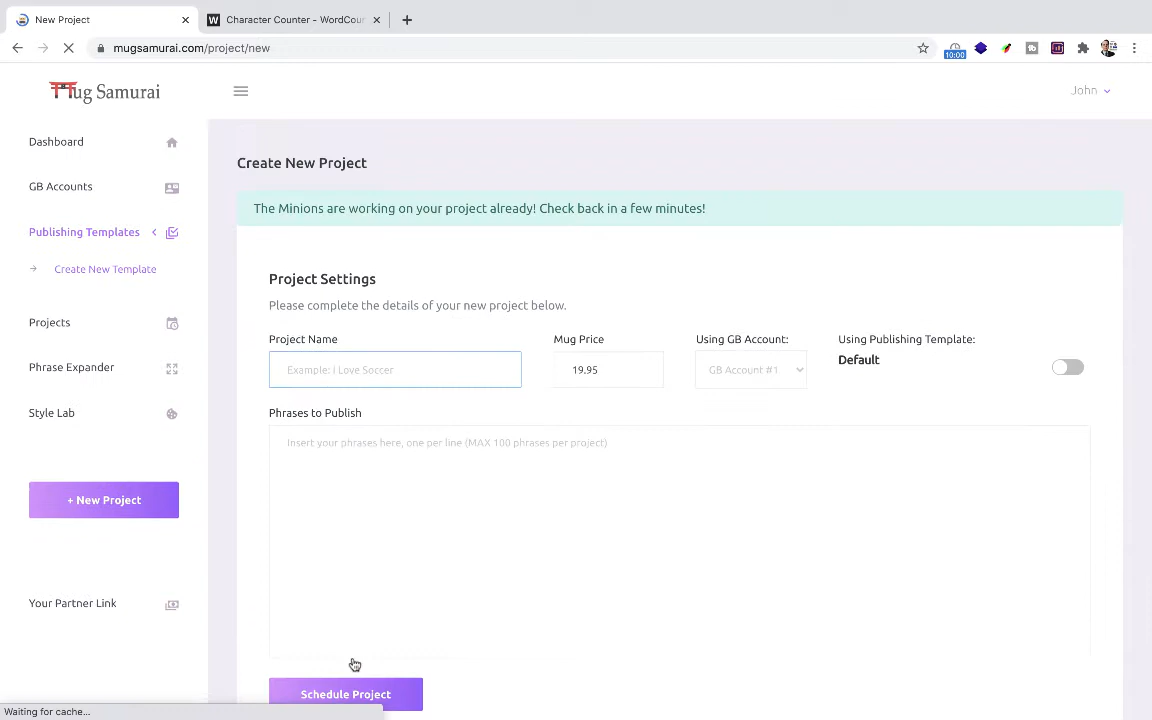 New Project
Character Counter - WordCou
mugsamurai.com/project/new
10:00
Mug Samurai
John
Dashboard
GB Accounts
Publishing Templates
Create New Template
Projects
Phrase Expander
Style Lab
+ New Project
Your Partner Link
Create New Project
The Minions are working on your project already! Check back in a few minutes!
Project Settings
Please complete the details of your new project below.
Project Name
Mug Price
Using GB Account:
Using Publishing Template:
Example: i Love Soccer
19.95
GB Account #1
Default
Phrases to Publish
Insert your phrases here, one per line (MAX 100 phrases per project)
Schedule Project
Waiting for cache...